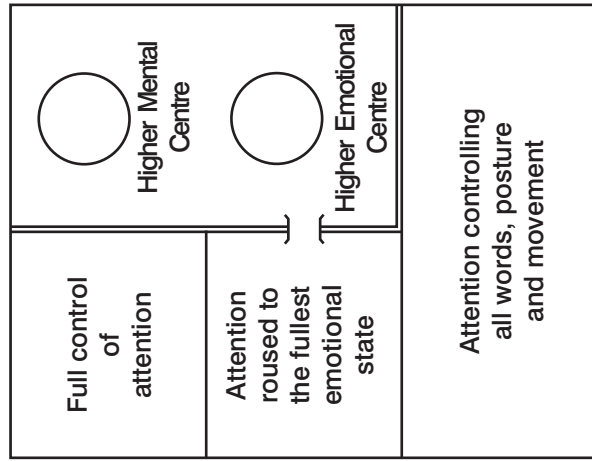 Full control
of
attention
Higher Mental
Centre
Attention
roused to
the fullest
emotional
state
Higher Emotional
Centre
Attention controlling
all words, posture
and movement